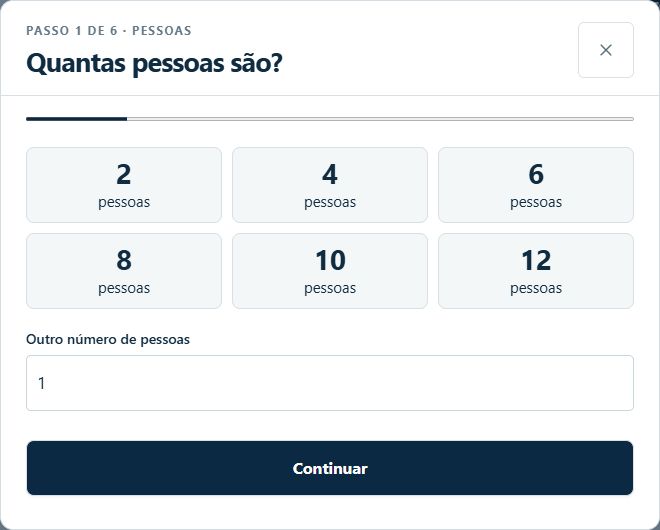 PASSO 1 DE 6 · PESSOAS
Quantas pessoas são?
2
pessoas
4
pessoas
6
pessoas
8
pessoas
10
pessoas
12
pessoas
Outro número de pessoas
1
Continuar